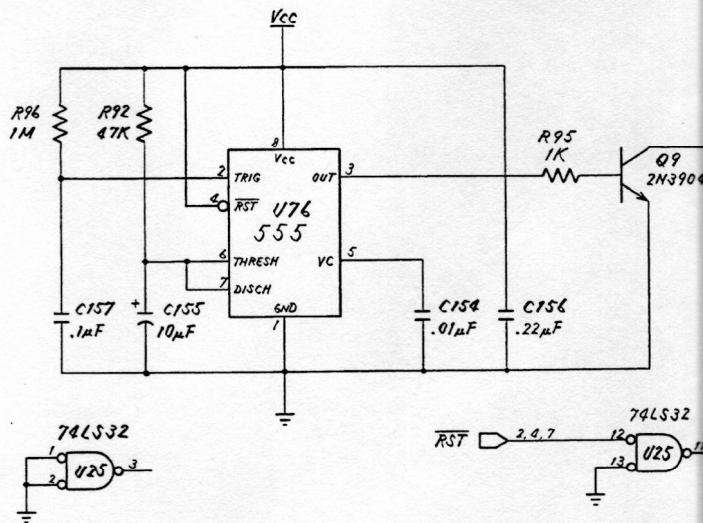 Vcc
R96
1M
R92
47K
8
Vcc
2
TRIG
OUT
3
4
RST
U76
555
6
THRESH
VC
5
7
DISCH
GND
1
R95
1K
Q9
2N3904
+
C157
.1µF
C155
10µF
C154
.01µF
C156
.22µF
74LS32
1
2
U25
3
RST
2,4,7
74LS32
12
13
U25